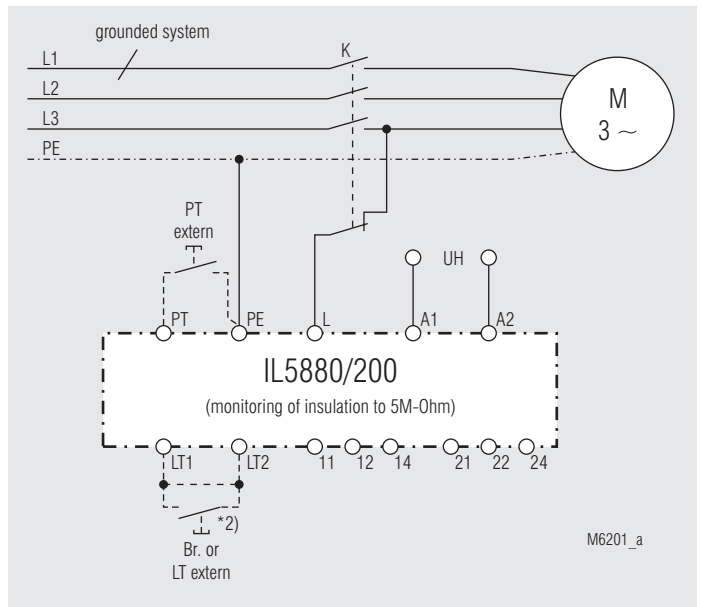 grounded system
L1
K
L2
M
3 ~
L3
PE
PT
extern
UH
PT
PE
L
A1
A2
IL5880/200
(monitoring of insulation to 5M-Ohm)
LT1
LT2
11
12
14
21
22
24
*2)
Br. or
LT extern
M6201_a